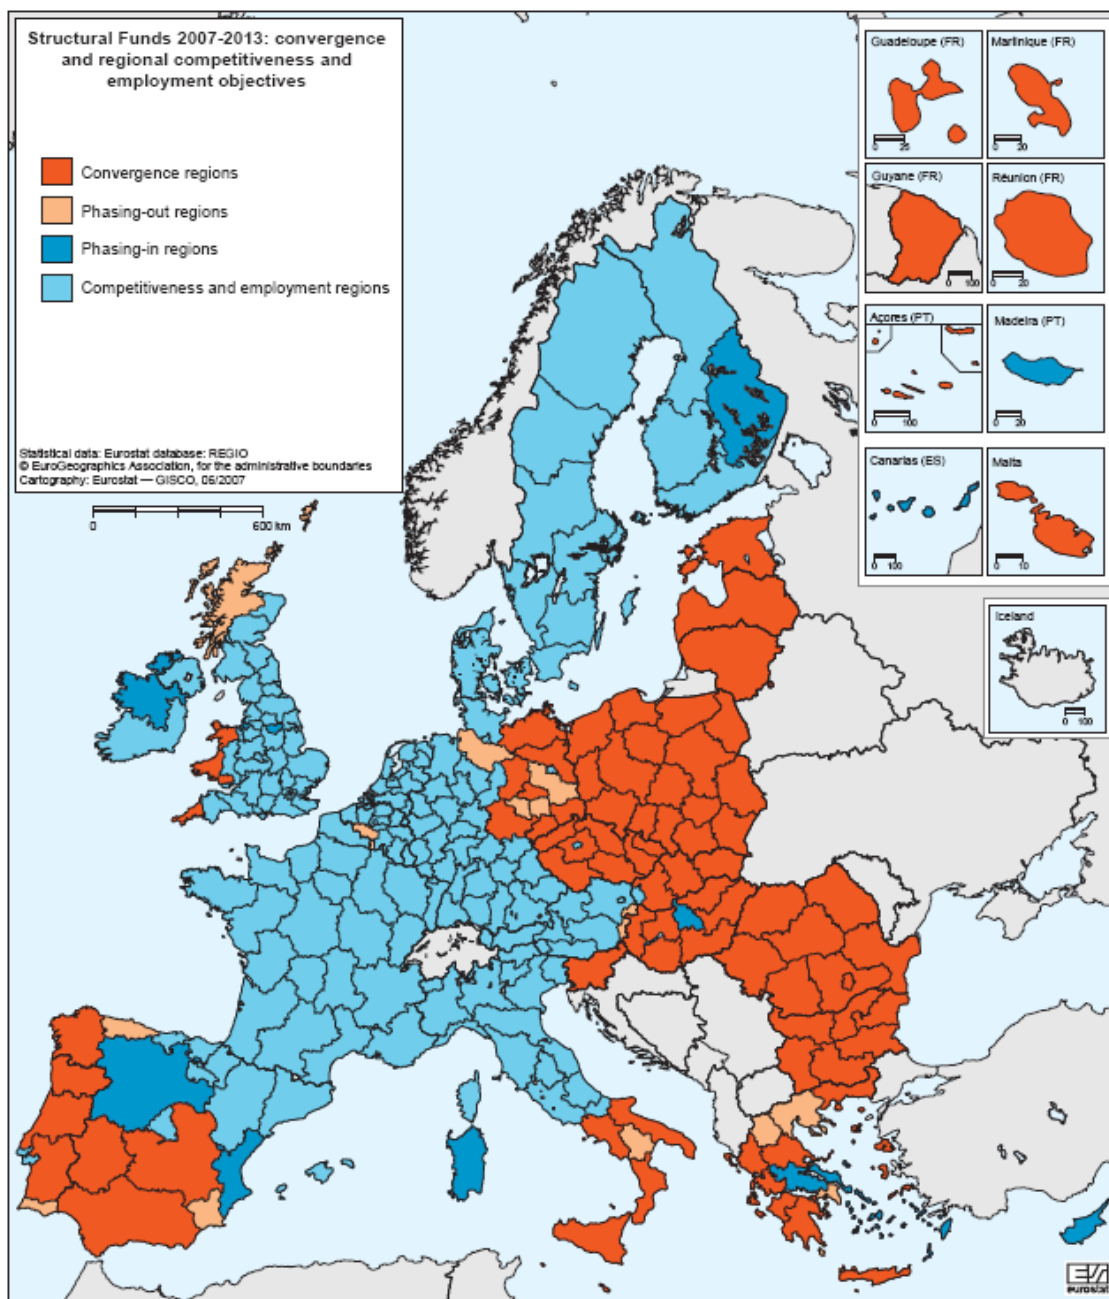 Structural Funds 2007-2013: convergence
and regional competitiveness and
employment objectives
Convergence regions
Phasing-out regions
Phasing-in regions
Competitiveness and employment regions
Statistical data: Eurostat database: REGIO
© EuroGeographics Association, for the administrative boundaries
Cartography: Eurostat — GISCO, 06/2007
0 600 km
Guadeloupe (FR)
0 25
Martinique (FR)
0 20
Guyane (FR)
0 100
Réunion (FR)
0 20
Açores (PT)
0 100
Madeira (PT)
0 20
Canarias (ES)
0 100
Malta
0 10
Iceland
0 100
eurostat